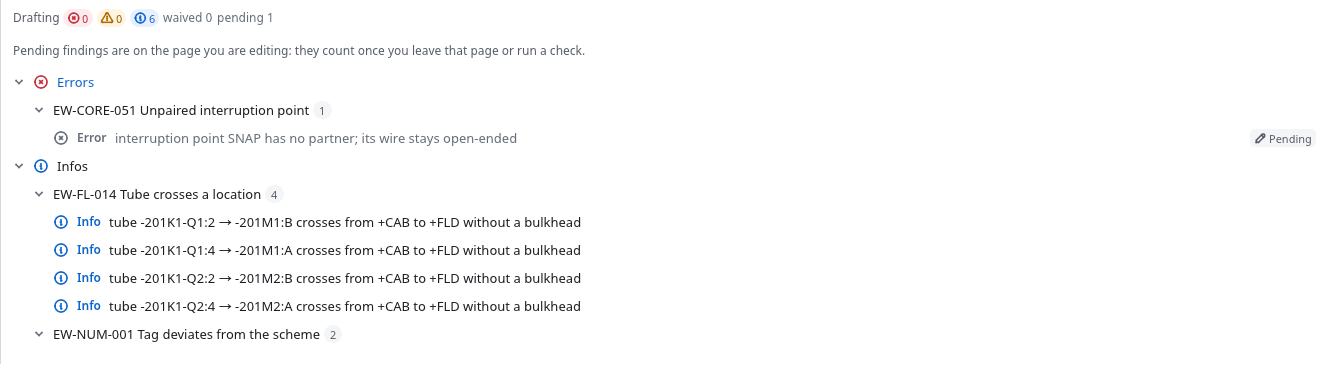 Drafting 0 0 6 waived 0 pending 1
Pending findings are on the page you are editing: they count once you leave that page or run a check.
Errors
EW-CORE-051 Unpaired interruption point 1
Error interruption point SNAP has no partner; its wire stays open-ended Pending
Infos
EW-FL-014 Tube crosses a location 4
Info tube -201K1-Q1:2 → -201M1:B crosses from +CAB to +FLD without a bulkhead
Info tube -201K1-Q1:4 → -201M1:A crosses from +CAB to +FLD without a bulkhead
Info tube -201K1-Q2:2 → -201M2:B crosses from +CAB to +FLD without a bulkhead
Info tube -201K1-Q2:4 → -201M2:A crosses from +CAB to +FLD without a bulkhead
EW-NUM-001 Tag deviates from the scheme 2